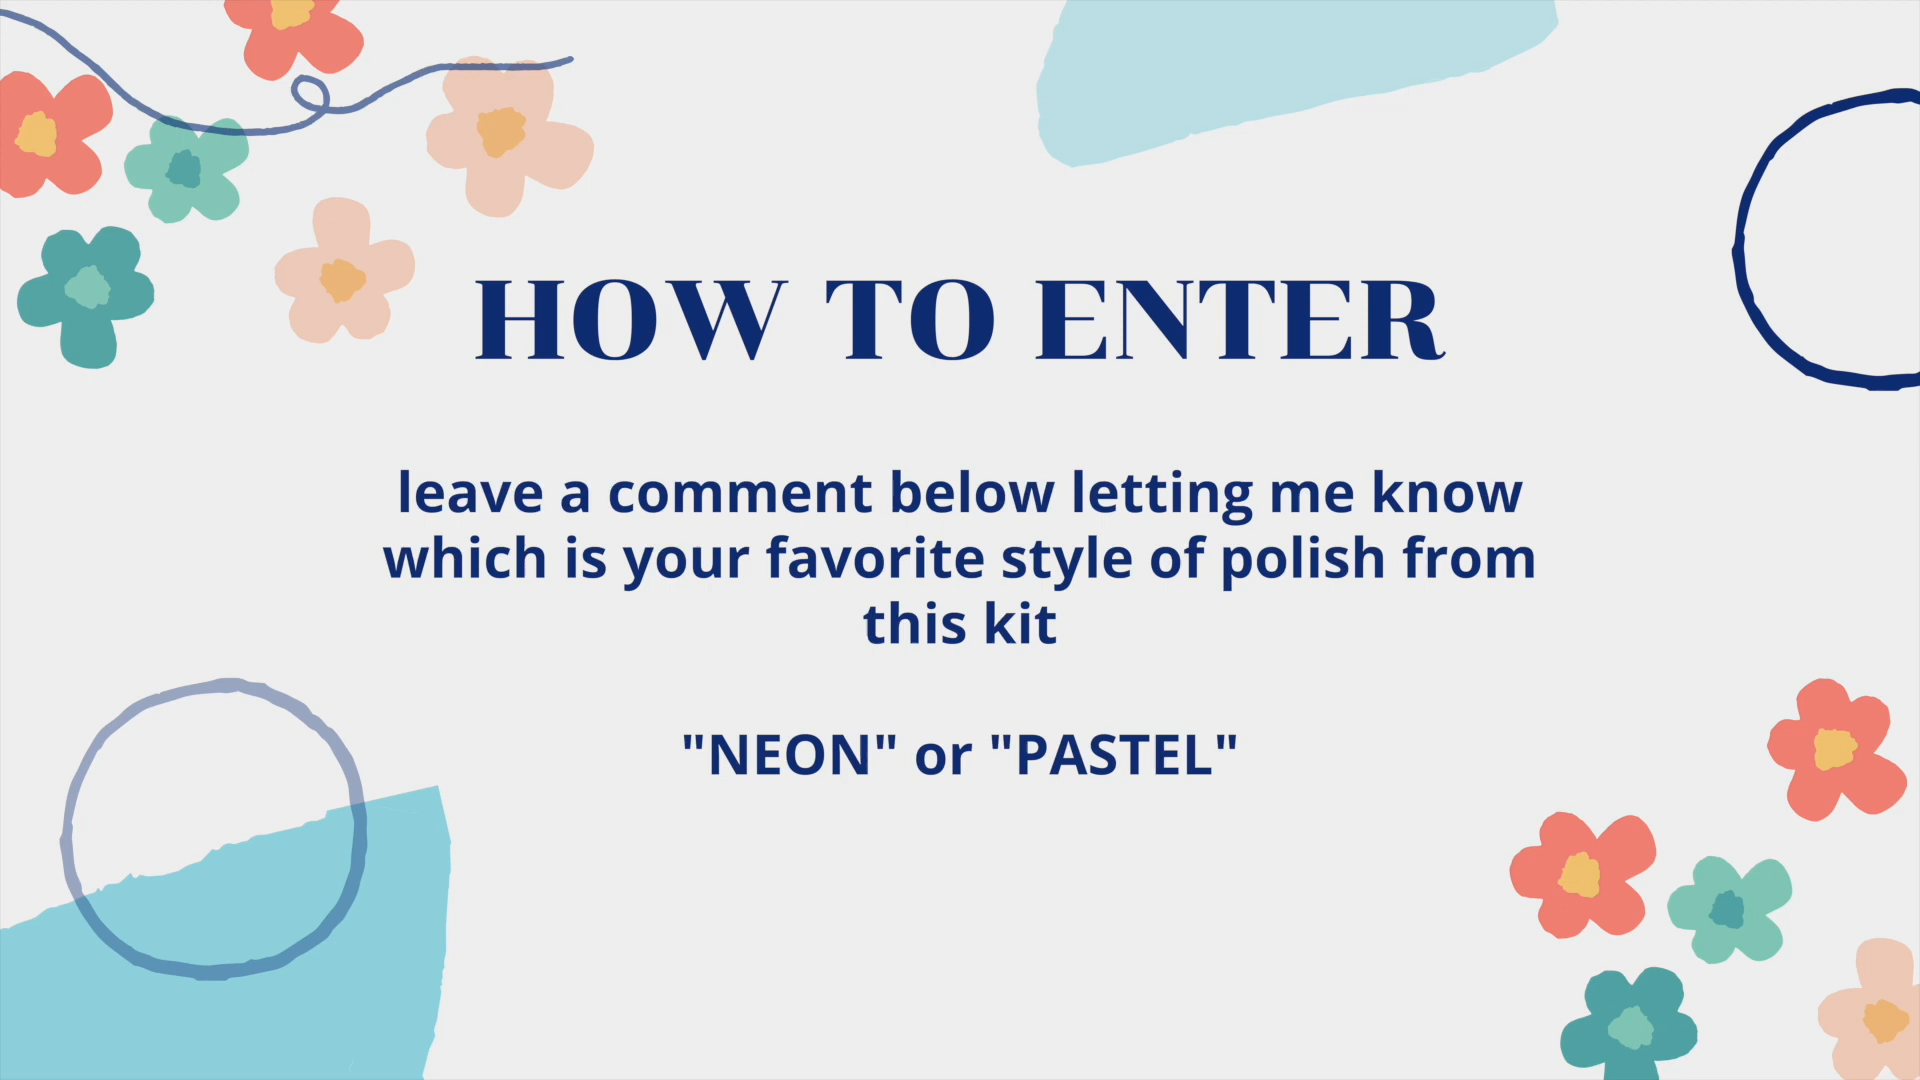 HOW TO ENTER
leave a comment below letting me know
which is your favorite style of polish from
this kit
"NEON" or "PASTEL"